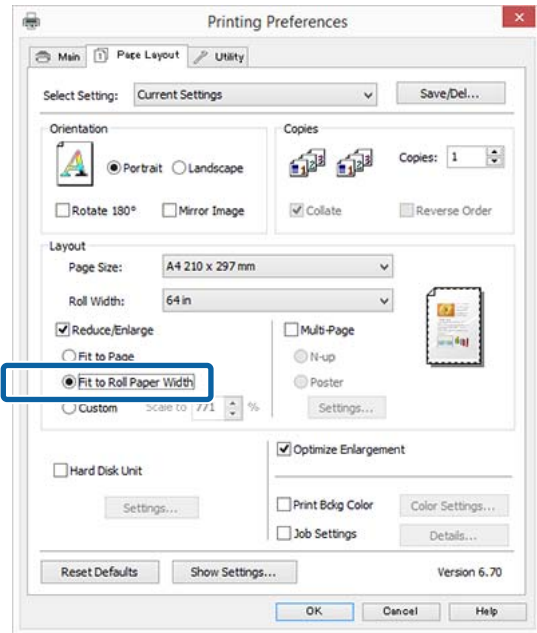 Printing Preferences
Main Page Layout Utility
Select Setting: Current Settings Save/Del...
Orientation
Portrait Landscape
Rotate 180° Mirror Image
Copies
Copies: 1
Collate Reverse Order
Layout
Page Size: A4 210 x 297 mm
Roll Width: 64 in
Reduce/Enlarge
Fit to Page
Fit to Roll Paper Width
Custom Scale to 771 %
Multi-Page
N-up
Poster
Settings...
Optimize Enlargement
Hard Disk Unit
Settings...
Print Bckg Color Color Settings...
Job Settings Details...
Reset Defaults Show Settings... Version 6.70
OK Cancel Help